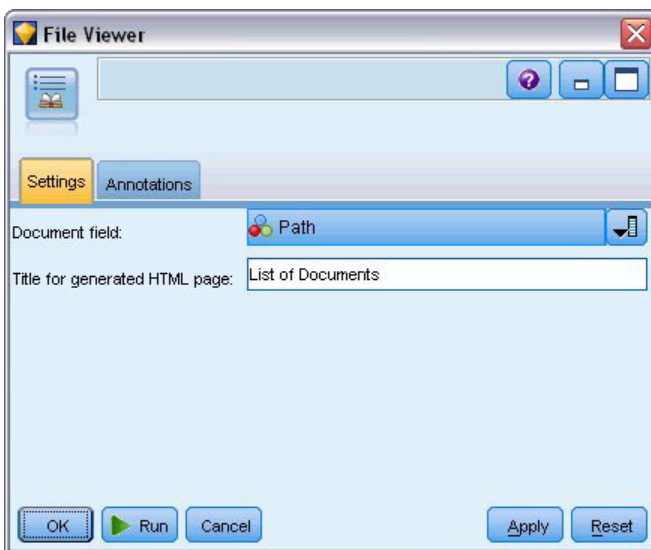 File Viewer
?
Settings Annotations
Document field: Path
Title for generated HTML page: List of Documents
OK Run Cancel Apply Reset